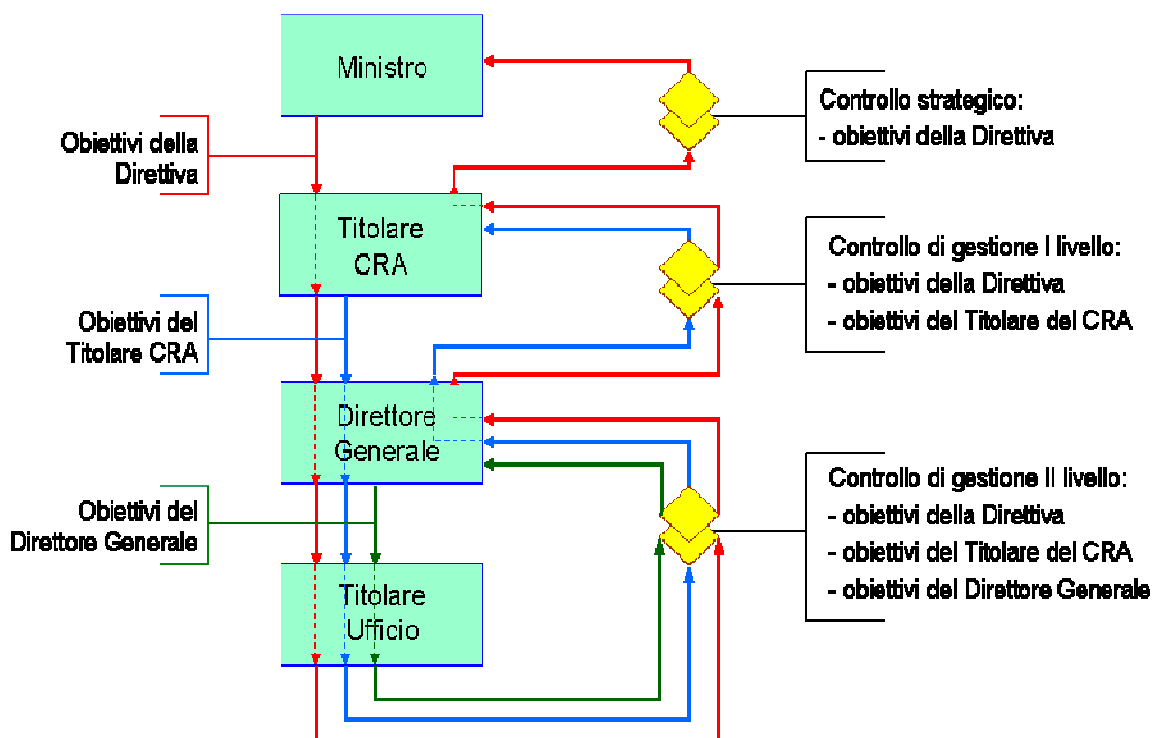 Ministro
Controllo strategico:
- obiettivi della Direttiva
Obiettivi della
Direttiva
Titolare
CRA
Controllo di gestione I livello:
- obiettivi della Direttiva
- obiettivi del Titolare del CRA
Obiettivi del
Titolare CRA
Direttore
Generale
Controllo di gestione II livello:
- obiettivi della Direttiva
- obiettivi del Titolare del CRA
- obiettivi del Direttore Generale
Obiettivi del
Direttore Generale
Titolare
Ufficio